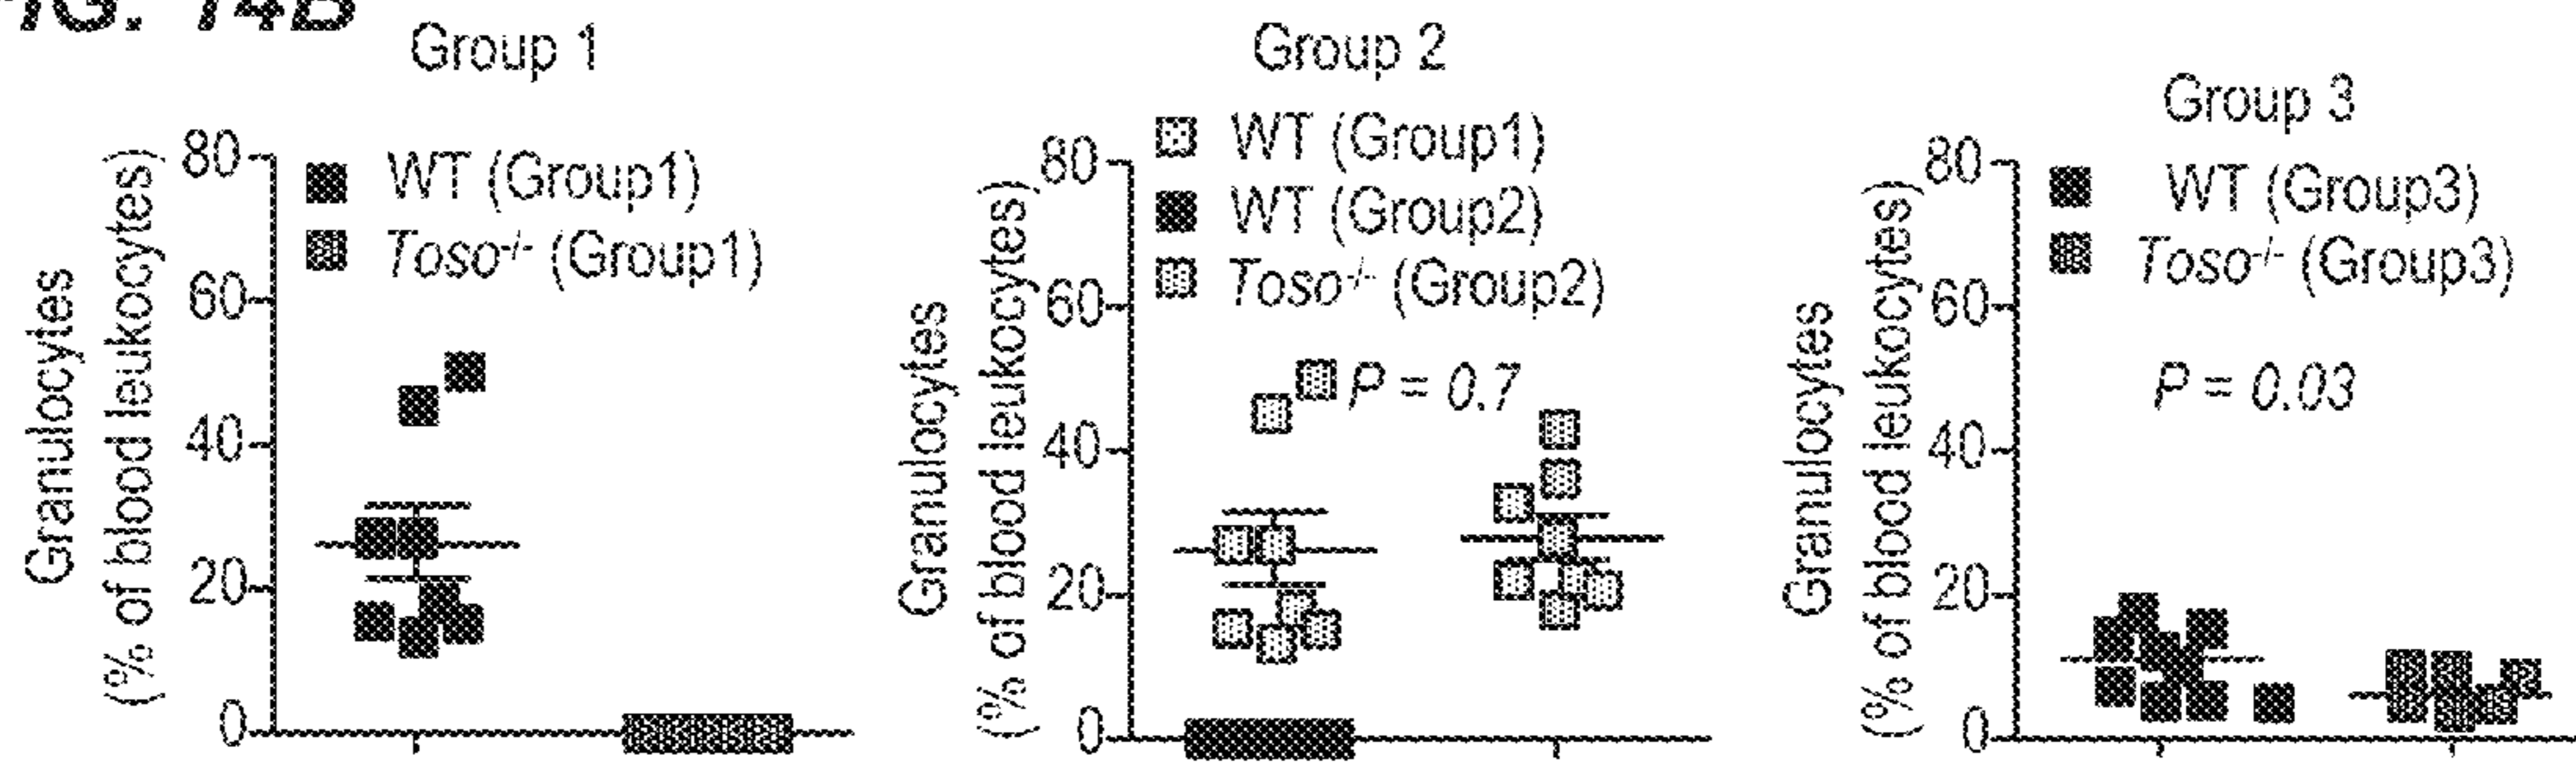 FIG. 14B
Group 1
Granulocytes
(% of blood leukocytes)
80
60
40
20
0
WT (Group1)
Toso-/- (Group1)
Group 2
Granulocytes
(% of blood leukocytes)
80
60
40
20
0
WT (Group1)
WT (Group2)
Toso-/- (Group2)
P = 0.7
Group 3
Granulocytes
(% of blood leukocytes)
80
60
40
20
0
WT (Group3)
Toso-/- (Group3)
P = 0.03